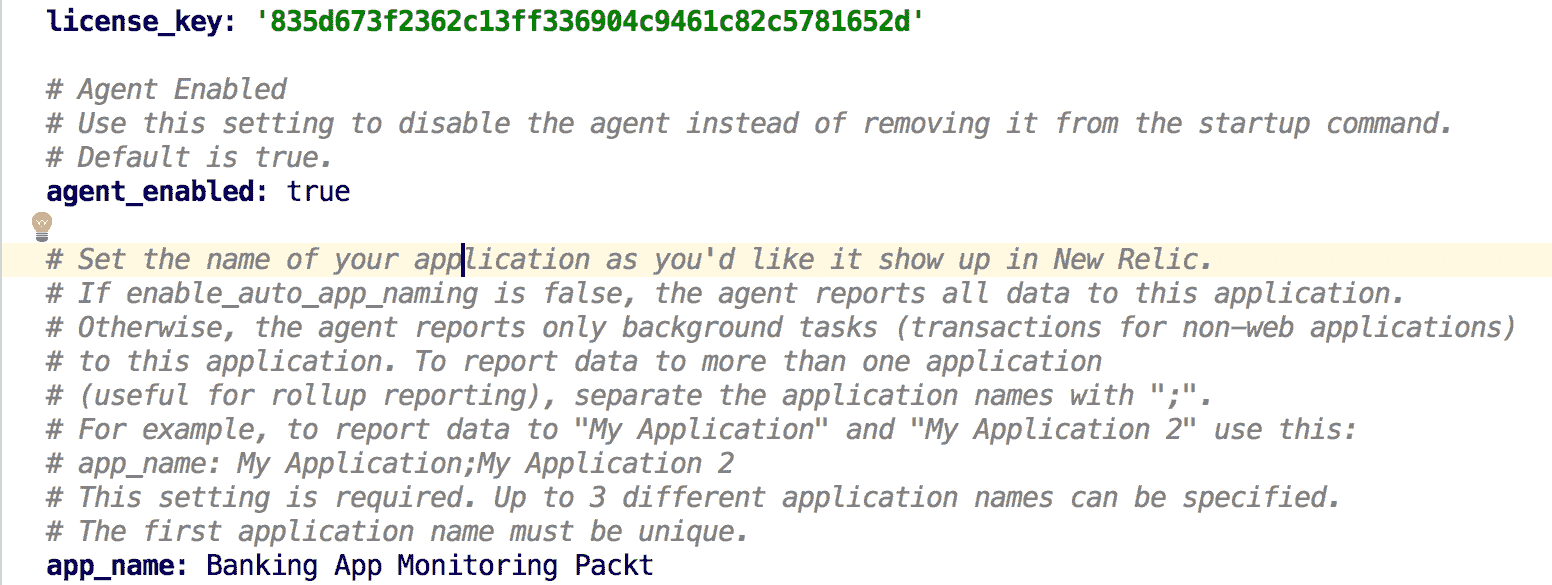 license_key: '835d673f2362c13ff336904c9461c82c5781652d'
# Agent Enabled
# Use this setting to disable the agent instead of removing it from the startup command.
# Default is true.
agent_enabled: true
# Set the name of your application as you'd like it show up in New Relic.
# If enable_auto_app_naming is false, the agent reports all data to this application.
# Otherwise, the agent reports only background tasks (transactions for non-web applications)
# to this application. To report data to more than one application
# (useful for rollup reporting), separate the application names with ";".
# For example, to report data to "My Application" and "My Application 2" use this:
# app_name: My Application;My Application 2
# This setting is required. Up to 3 different application names can be specified.
# The first application name must be unique.
app_name: Banking App Monitoring Packt